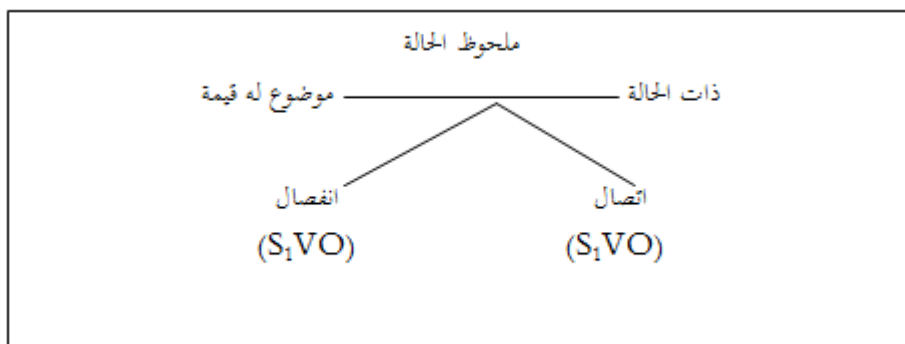 ملحوظ الحالة
ذات الحالة موضوع له قيمة
اتصال انفصال
(S₁VO) (S₁VO)